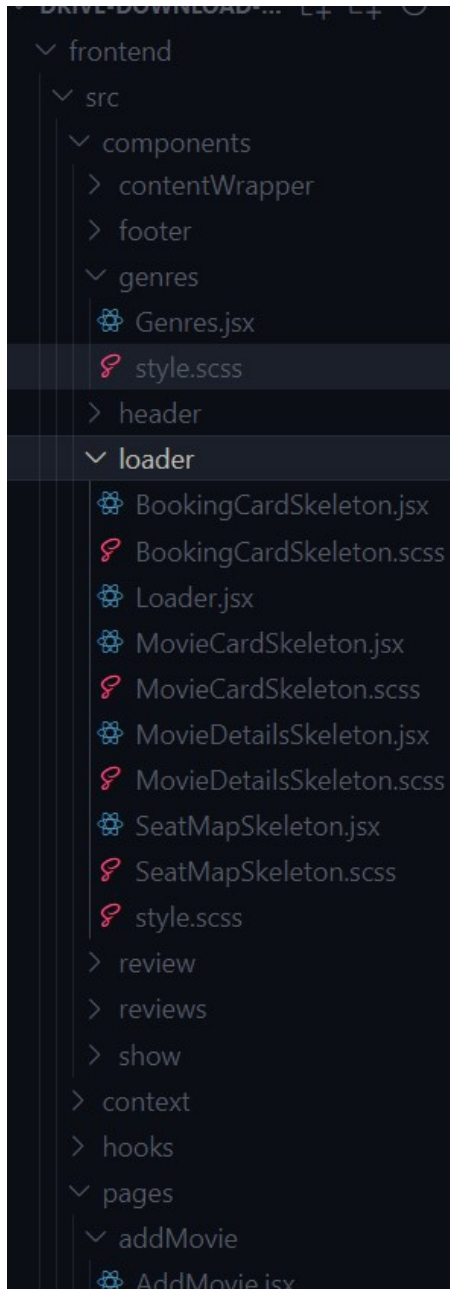 DRIVE-DOWNLOAD-...
frontend
src
components
contentWrapper
footer
genres
Genres.jsx
style.scss
header
loader
BookingCardSkeleton.jsx
BookingCardSkeleton.scss
Loader.jsx
MovieCardSkeleton.jsx
MovieCardSkeleton.scss
MovieDetailsSkeleton.jsx
MovieDetailsSkeleton.scss
SeatMapSkeleton.jsx
SeatMapSkeleton.scss
style.scss
review
reviews
show
context
hooks
pages
addMovie
AddMovie.jsx